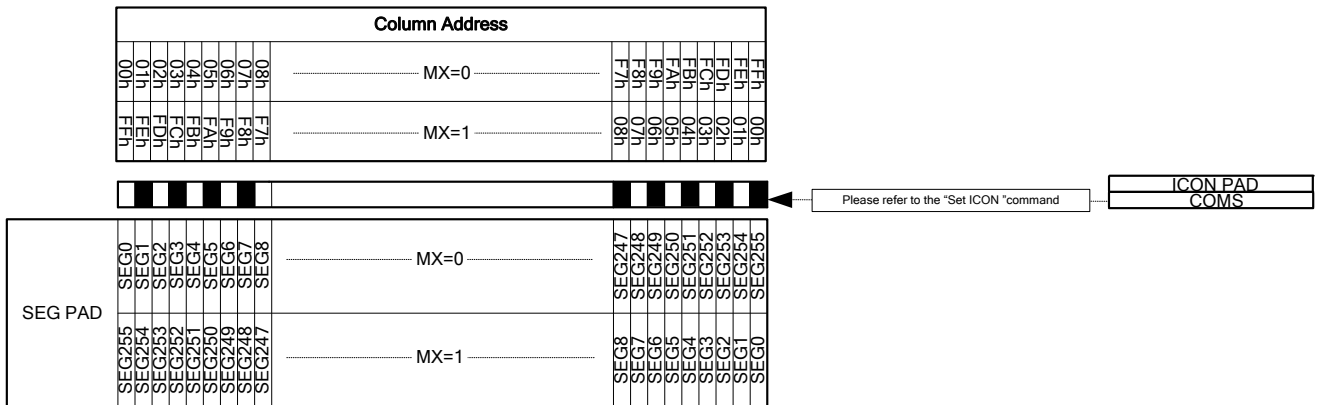 Column Address
00h 01h 02h 03h 04h 05h 06h 07h 08h MX=0 F7h F8h F9h FAh FBh FCh FDh FEh FFh
FFh FEh FDh FCh FBh FAh F9h F8h F7h MX=1 08h 07h 06h 05h 04h 03h 02h 01h 00h
Please refer to the "Set ICON "command
ICON PAD
COMS
SEG PAD
SEG0 SEG1 SEG2 SEG3 SEG4 SEG5 SEG6 SEG7 SEG8 MX=0 SEG247 SEG248 SEG249 SEG250 SEG251 SEG252 SEG253 SEG254 SEG255
SEG255 SEG254 SEG253 SEG252 SEG251 SEG250 SEG249 SEG248 SEG247 MX=1 SEG8 SEG7 SEG6 SEG5 SEG4 SEG3 SEG2 SEG1 SEG0